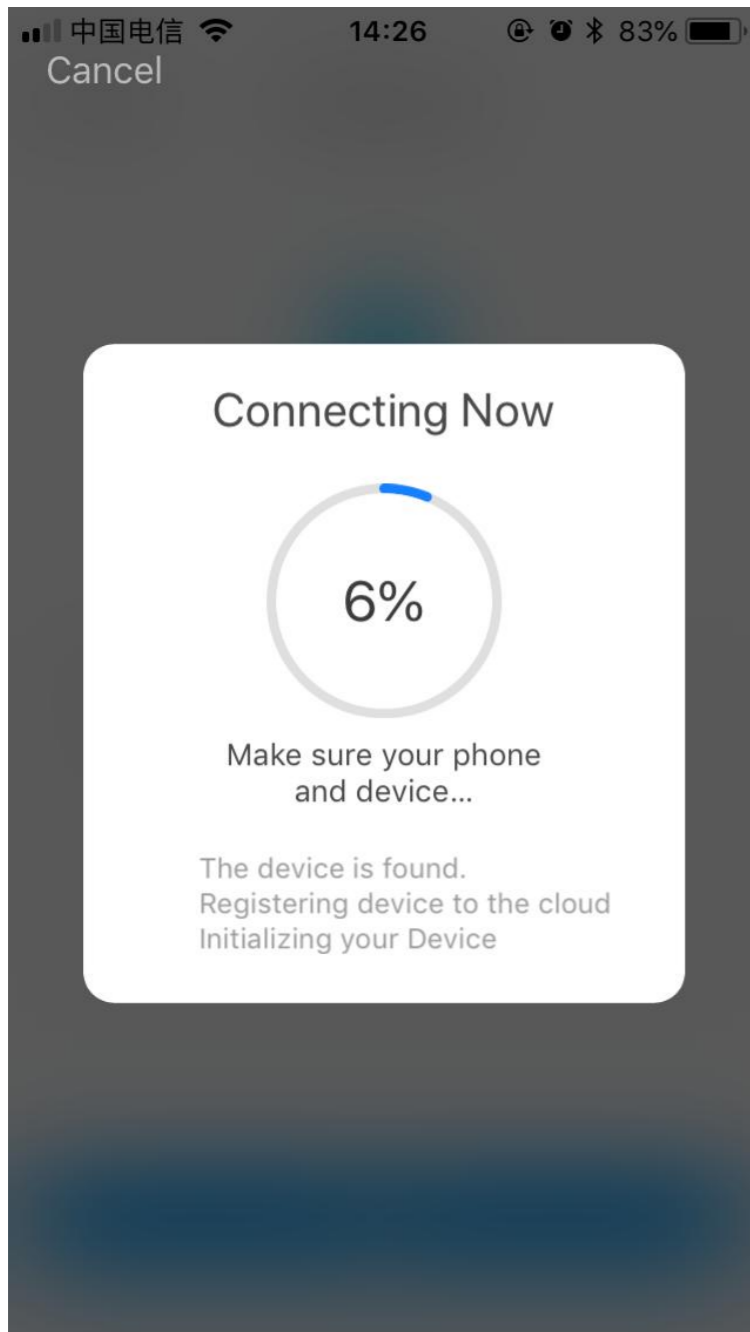 中国电信 14:26 83%
Cancel
Connecting Now
6%
Make sure your phone
and device...
The device is found.
Registering device to the cloud
Initializing your Device